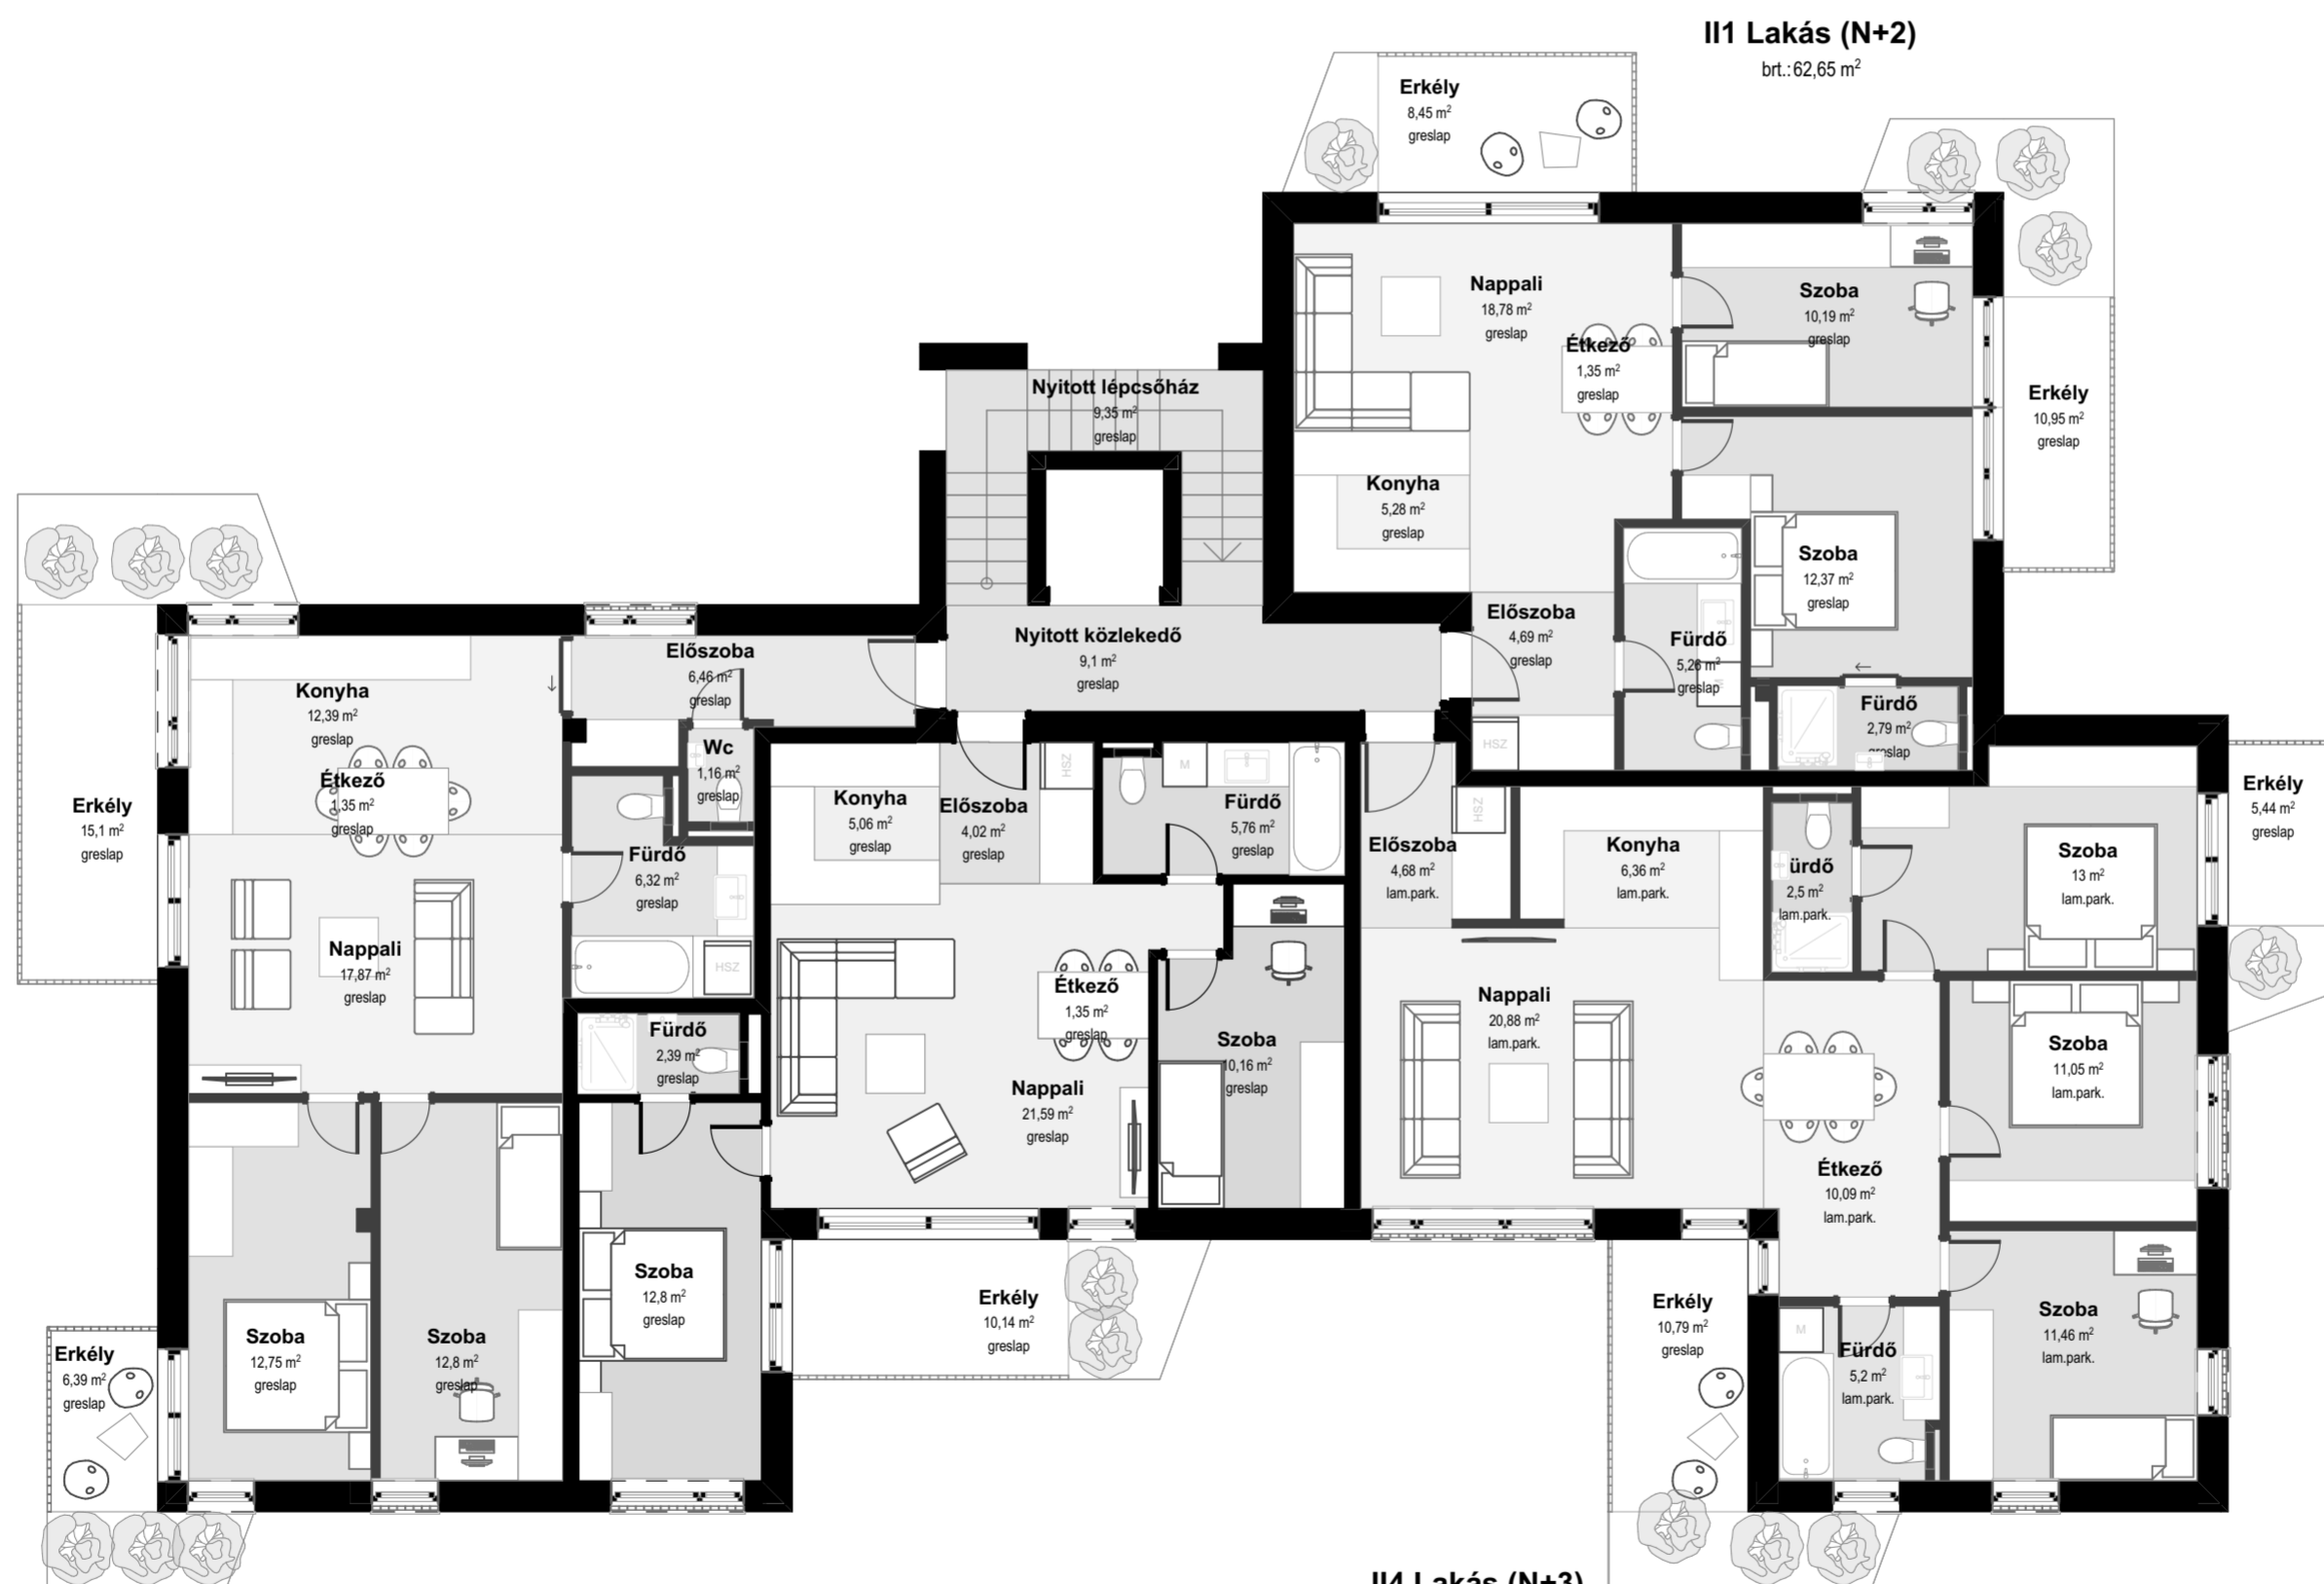 II1 Lakás (N+2)
brt.:62,65 m²
Erkély
8,45 m²
greslap
Nappali
18,78 m²
greslap
Szoba
10,19 m²
greslap
Étkező
1,35 m²
greslap
Erkély
10,95 m²
greslap
Nyitott lépcsőház
9,35 m²
greslap
Konyha
5,28 m²
greslap
Szoba
12,37 m²
greslap
Előszoba
4,69 m²
greslap
Fürdő
5,26 m²
greslap
M
Fürdő
2,79 m²
greslap
HSZ
Nyitott közlekedő
9,1 m²
greslap
Előszoba
6,46 m²
greslap
Konyha
12,39 m²
greslap
Wc
1,16 m²
greslap
Étkező
1,35 m²
greslap
Erkély
15,1 m²
greslap
Fürdő
6,32 m²
greslap
HSZ
Nappali
17,87 m²
greslap
Fürdő
2,39 m²
greslap
Konyha
5,06 m²
greslap
Előszoba
4,02 m²
greslap
HSZ
M
Fürdő
5,76 m²
greslap
Étkező
1,35 m²
greslap
Nappali
21,59 m²
greslap
Szoba
10,16 m²
greslap
HSZ
Előszoba
4,68 m²
lam.park.
Konyha
6,36 m²
lam.park.
ürdő
2,5 m²
lam.park.
Szoba
13 m²
lam.park.
Erkély
5,44 m²
greslap
Nappali
20,88 m²
lam.park.
Szoba
11,05 m²
lam.park.
Étkező
10,09 m²
lam.park.
Szoba
12,8 m²
greslap
Erkély
10,14 m²
greslap
Erkély
10,79 m²
greslap
M
Fürdő
5,2 m²
lam.park.
Szoba
11,46 m²
lam.park.
Erkély
6,39 m²
greslap
Szoba
12,75 m²
greslap
Szoba
12,8 m²
greslap
II4 Lakás (N+3)